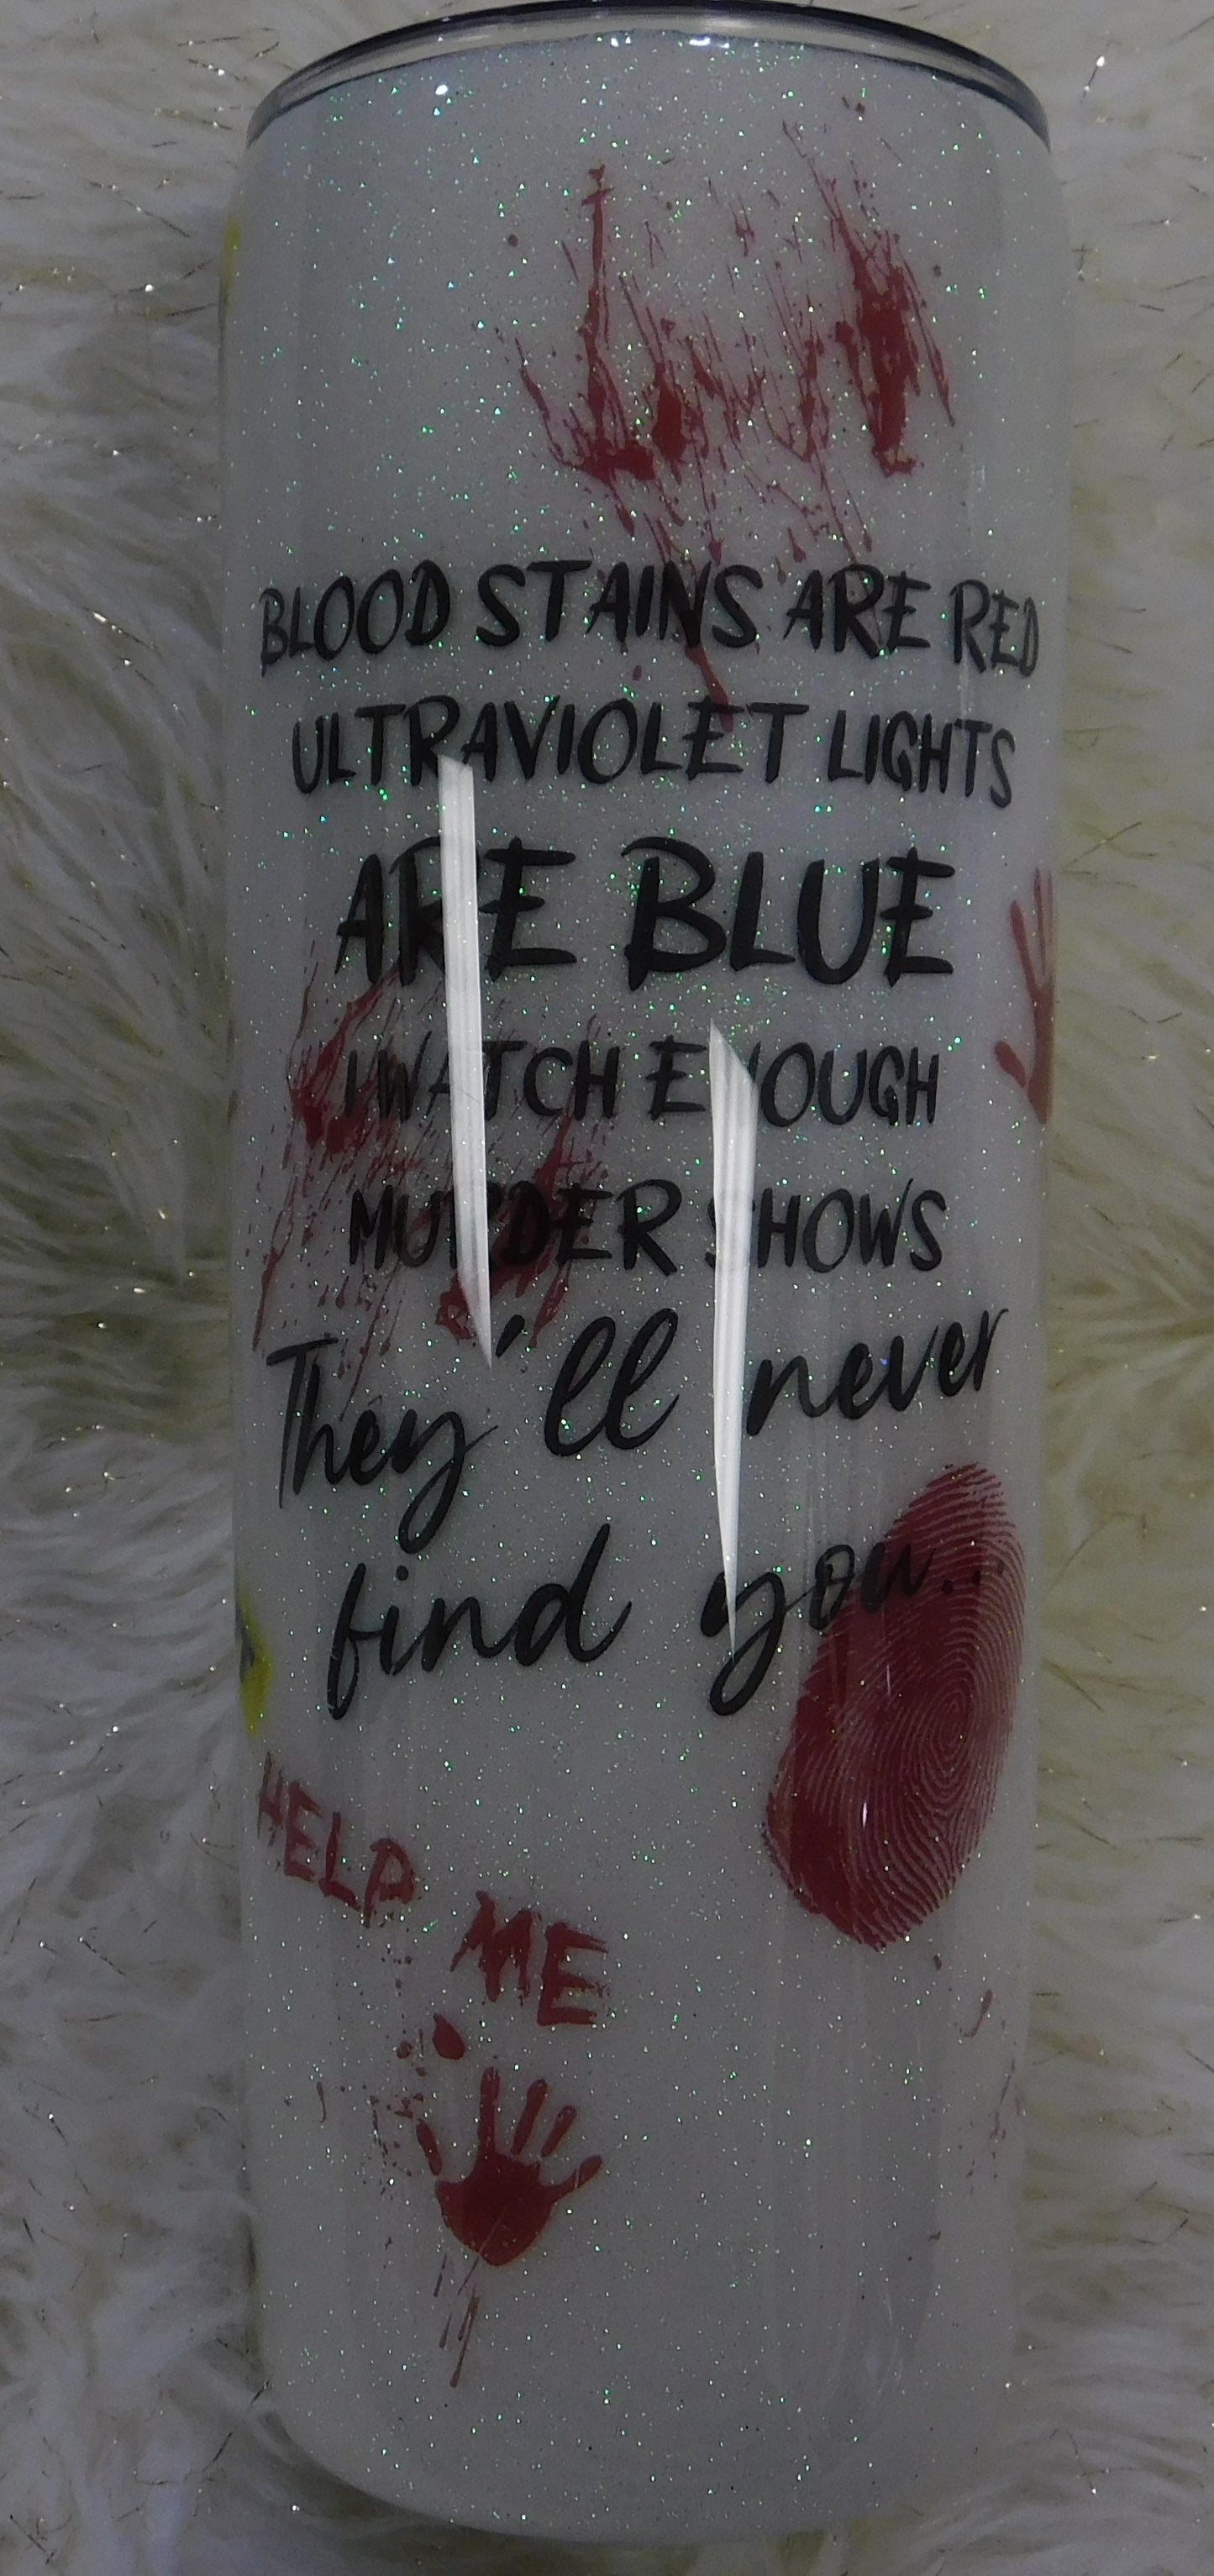 BLOOD STAINS ARE RED
ULTRAVIOLET LIGHTS
ARE BLUE
I WATCH ENOUGH
MURDER SHOWS
They'll never
find you...
HELP
ME